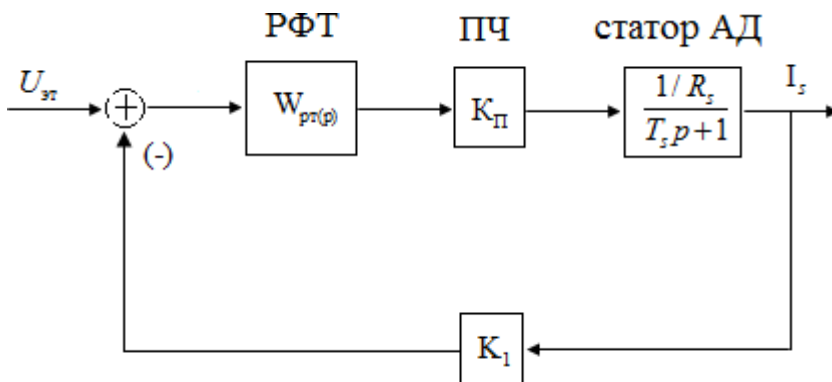 РФТ ПЧ статор АД
U_эт
W_рт(р)
К_П
1/ R_s
T_s p+1
I_s
(-)
К_1